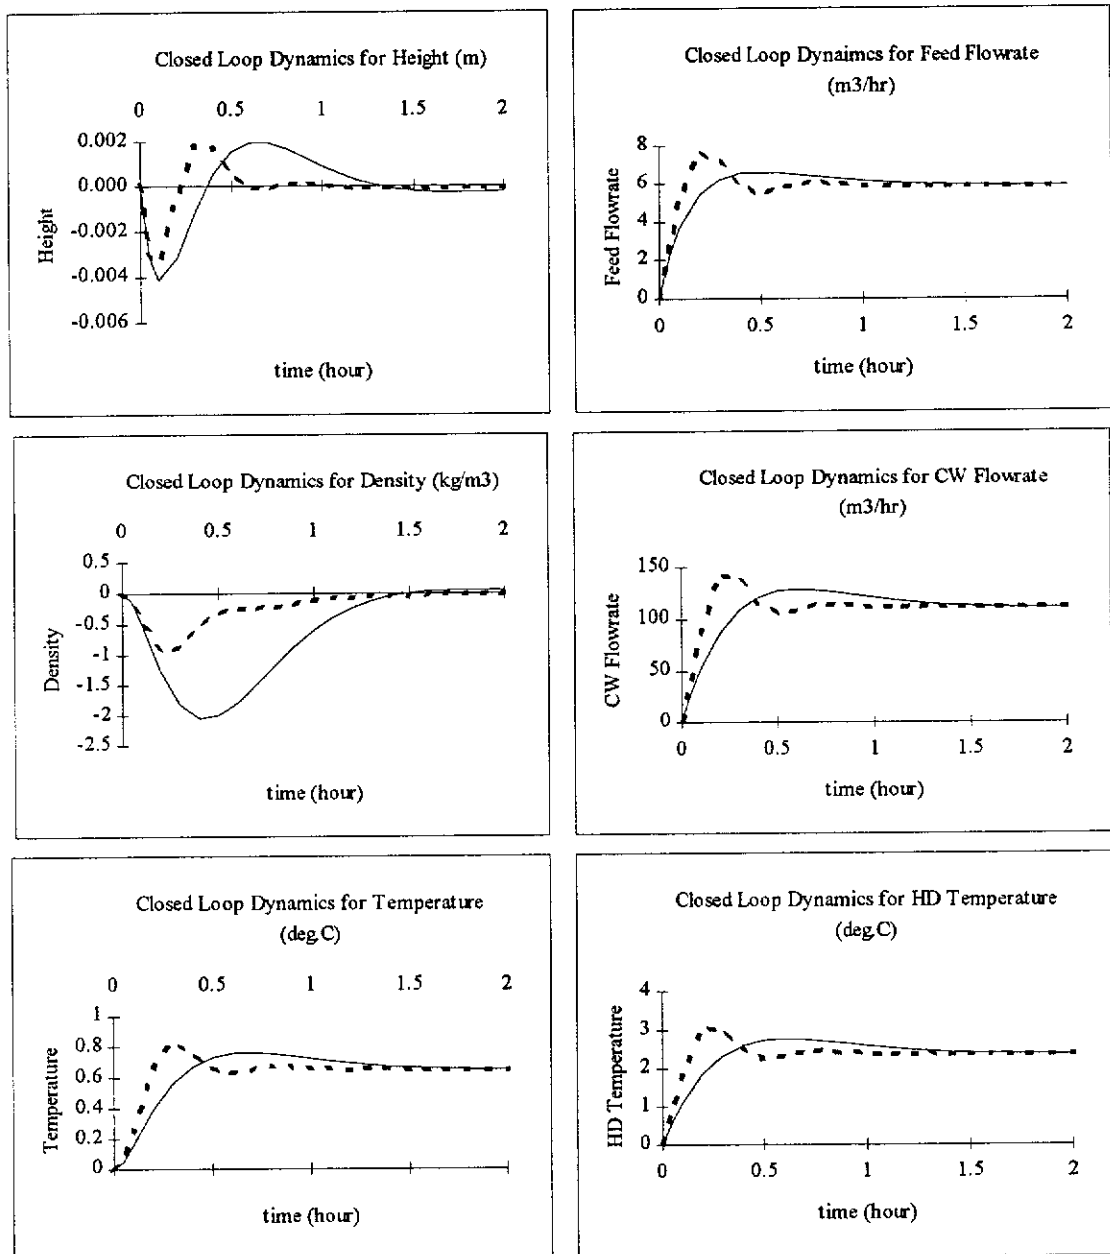 Closed Loop Dynamics for Height (m)
0 0.5 1 1.5 2
0.002
0.000
-0.002
-0.004
-0.006
Height
time (hour)
Closed Loop Dynaimcs for Feed Flowrate
(m3/hr)
8
6
4
2
0
Feed Flowrate
0 0.5 1 1.5 2
time (hour)
Closed Loop Dynamics for Density (kg/m3)
0 0.5 1 1.5 2
0.5
0
-0.5
-1
-1.5
-2
-2.5
Density
time (hour)
Closed Loop Dynamics for CW Flowrate
(m3/hr)
150
100
50
0
CW Flowrate
0 0.5 1 1.5 2
time (hour)
Closed Loop Dynamics for Temperature
(deg.C)
0 0.5 1 1.5 2
1
0.8
0.6
0.4
0.2
0
Temperature
time (hour)
Closed Loop Dynamics for HD Temperature
(deg.C)
4
3
2
1
0
HD Temperature
0 0.5 1 1.5 2
time (hour)